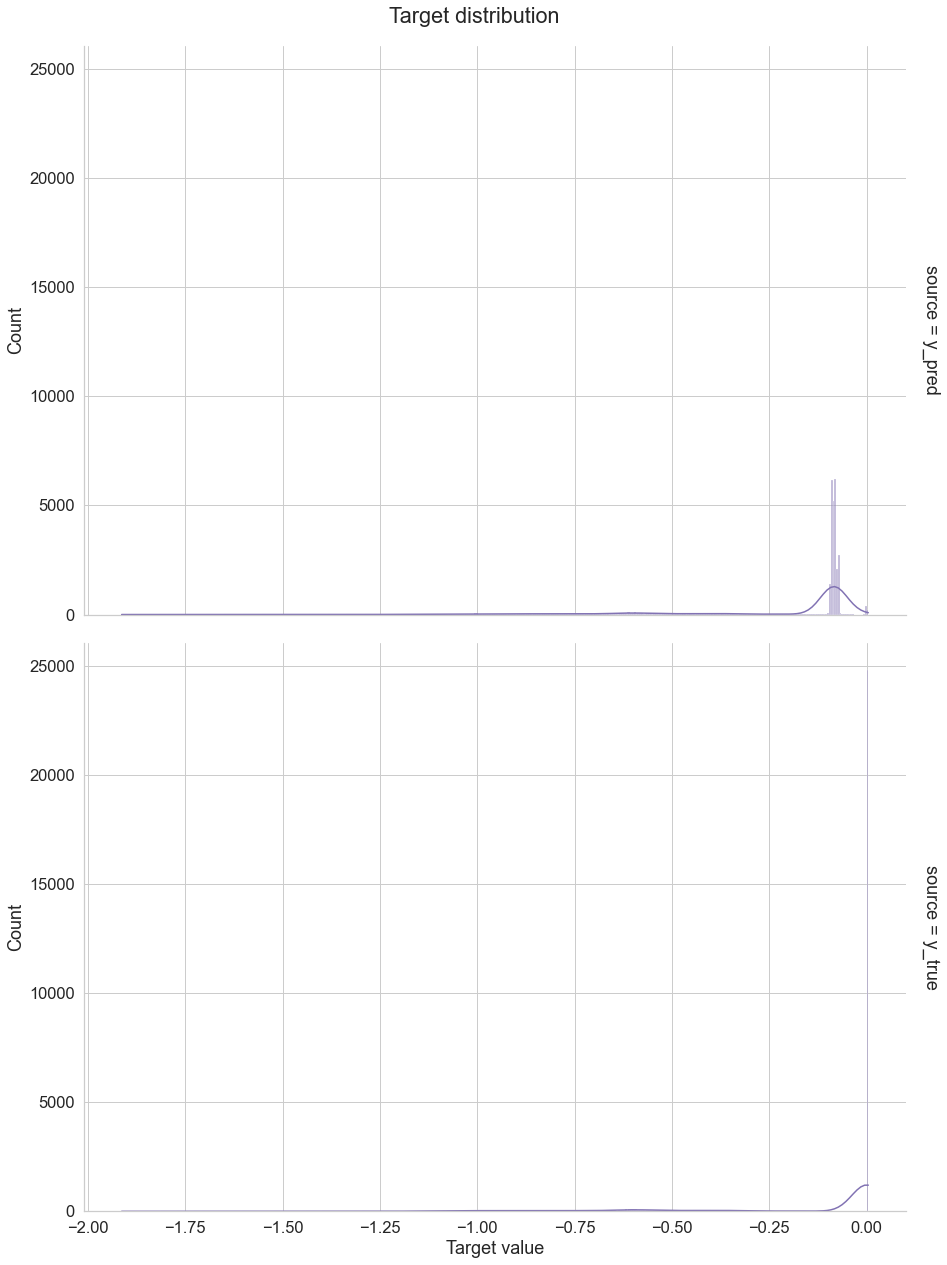 Target distribution
25000
20000
15000
10000
5000
0
Count
source = y_pred
25000
20000
15000
10000
5000
0
Count
source = y_true
−2.00 −1.75 −1.50 −1.25 −1.00 −0.75 −0.50 −0.25 0.00
Target value